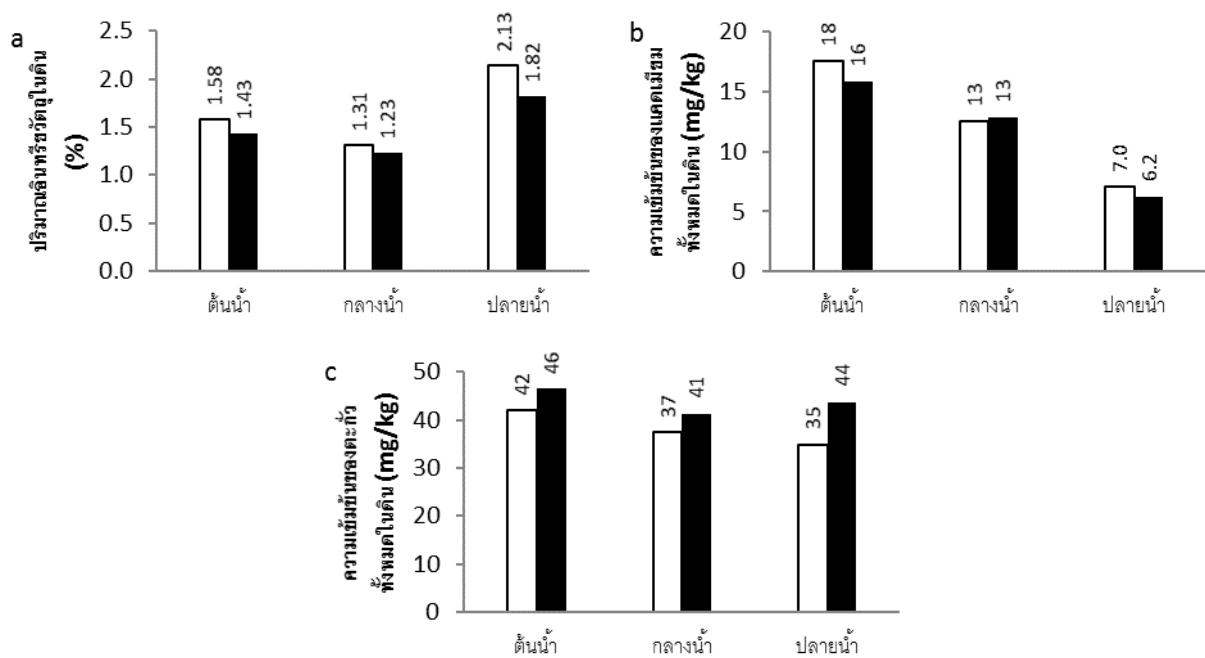 a
ปริมาณอินทรียวัตถุในดิน
(%)
2.5
2.0
1.5
1.0
0.5
0.0
1.58
1.43
1.31
1.23
2.13
1.82
ต้นน้ำ
กลางน้ำ
ปลายน้ำ
b
ความเข้มข้นของแคดเมียม
ทั้งหมดในดิน (mg/kg)
20
15
10
5
0
18
16
13
13
7.0
6.2
ต้นน้ำ
กลางน้ำ
ปลายน้ำ
c
ความเข้มข้นของตะกั่ว
ทั้งหมดในดิน (mg/kg)
50
40
30
20
10
0
42
46
37
41
35
44
ต้นน้ำ
กลางน้ำ
ปลายน้ำ